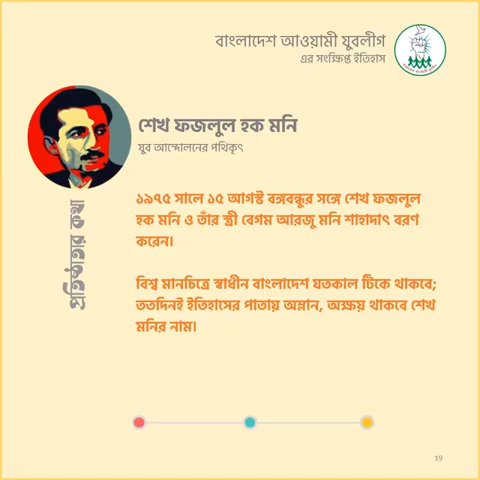 বাংলাদেশ আওয়ামী যুবলীগ
এর সংক্ষিপ্ত ইতিহাস
শেখ ফজলুল হক মনি
যুব আন্দোলনের পথিকৃৎ
প্রতিষ্ঠাতার কথা
১৯৭৫ সালে ১৫ আগস্ট বঙ্গবন্ধুর সঙ্গে শেখ ফজলুল
হক মনি ও তাঁর স্ত্রী বেগম আরজু মনি শাহাদাৎ বরণ
করেন।
বিশ্ব মানচিত্রে স্বাধীন বাংলাদেশ যতকাল টিকে থাকবে;
ততদিনই ইতিহাসের পাতায় অম্লান, অক্ষয় থাকবে শেখ
মনির নাম।
19